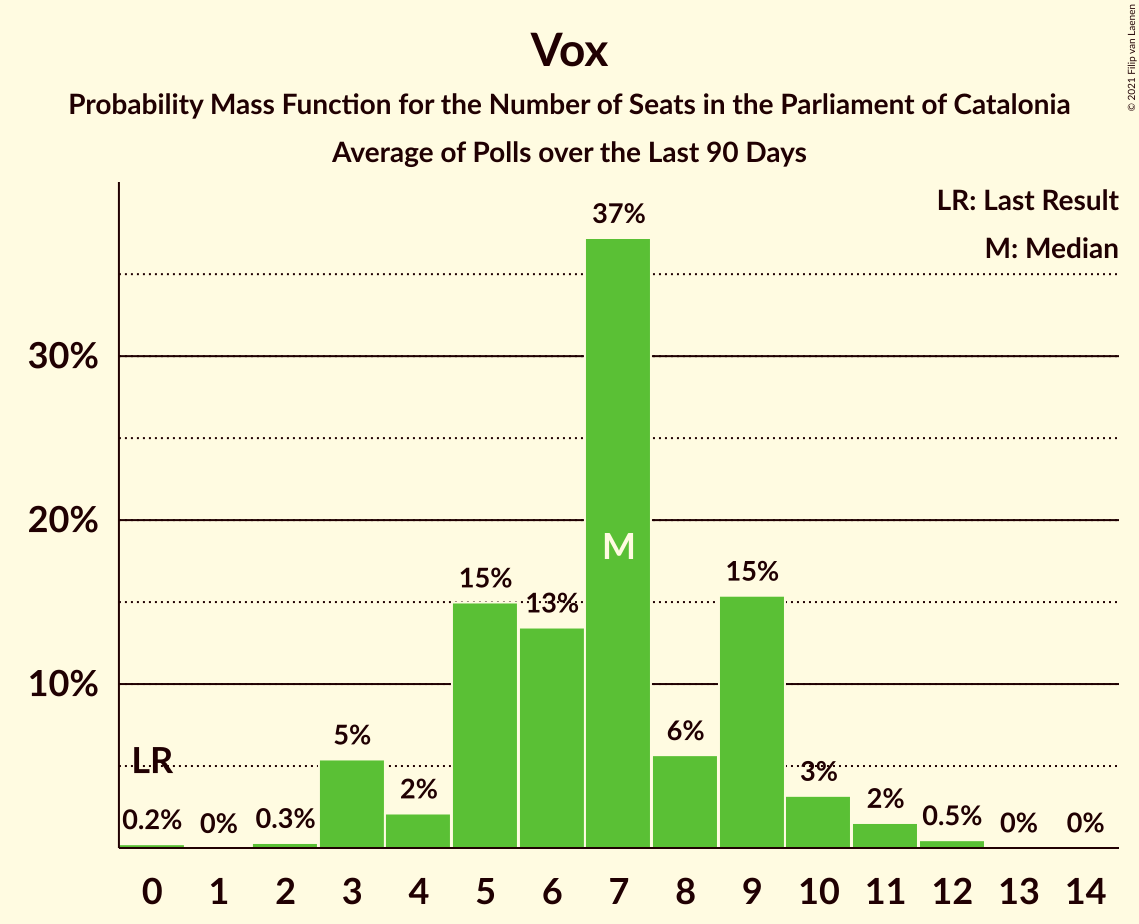 Vox
Probability Mass Function for the Number of Seats in the Parliament of Catalonia
Average of Polls over the Last 90 Days
© 2021 Filip van Laenen
LR: Last Result
M: Median
37%
30%
M
20%
15%
13%
15%
10%
LR
5%
6%
2%
3%
2%
0.2%
0%
0.3%
0.5%
0%
0%
0 1 2 3 4 5 6 7 8 9 10 11 12 13 14